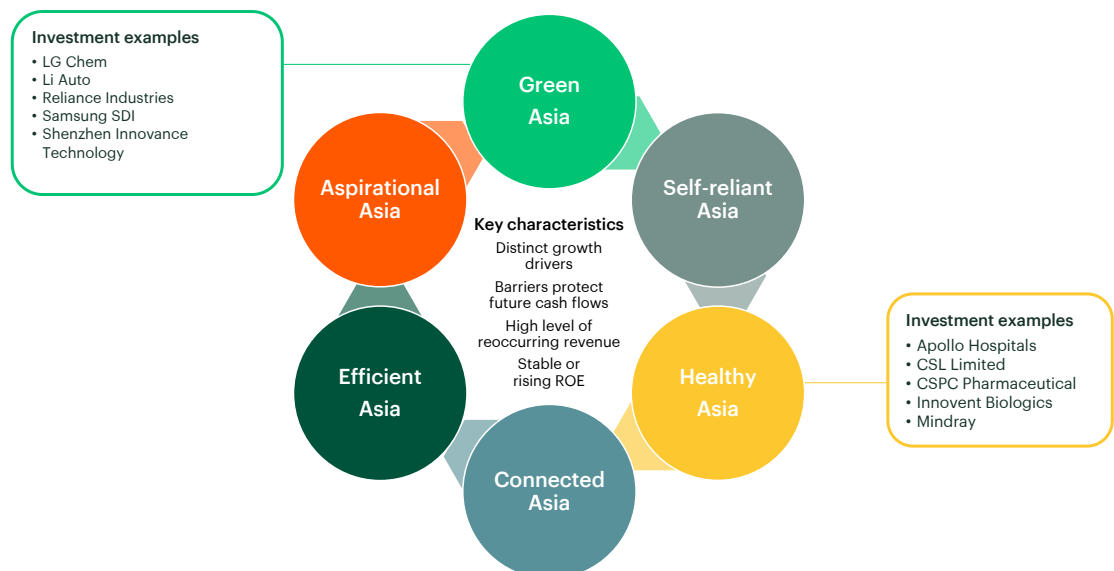 Investment examples
• LG Chem
• Li Auto
• Reliance Industries
• Samsung SDI
• Shenzhen Innovance
Technology
Green
Asia
Aspirational
Asia
Self-reliant
Asia
Key characteristics
Distinct growth
drivers
Barriers protect
future cash flows
High level of
reoccurring revenue
Stable or
rising ROE
Efficient
Asia
Healthy
Asia
Connected
Asia
Investment examples
• Apollo Hospitals
• CSL Limited
• CSPC Pharmaceutical
• Innovent Biologics
• Mindray